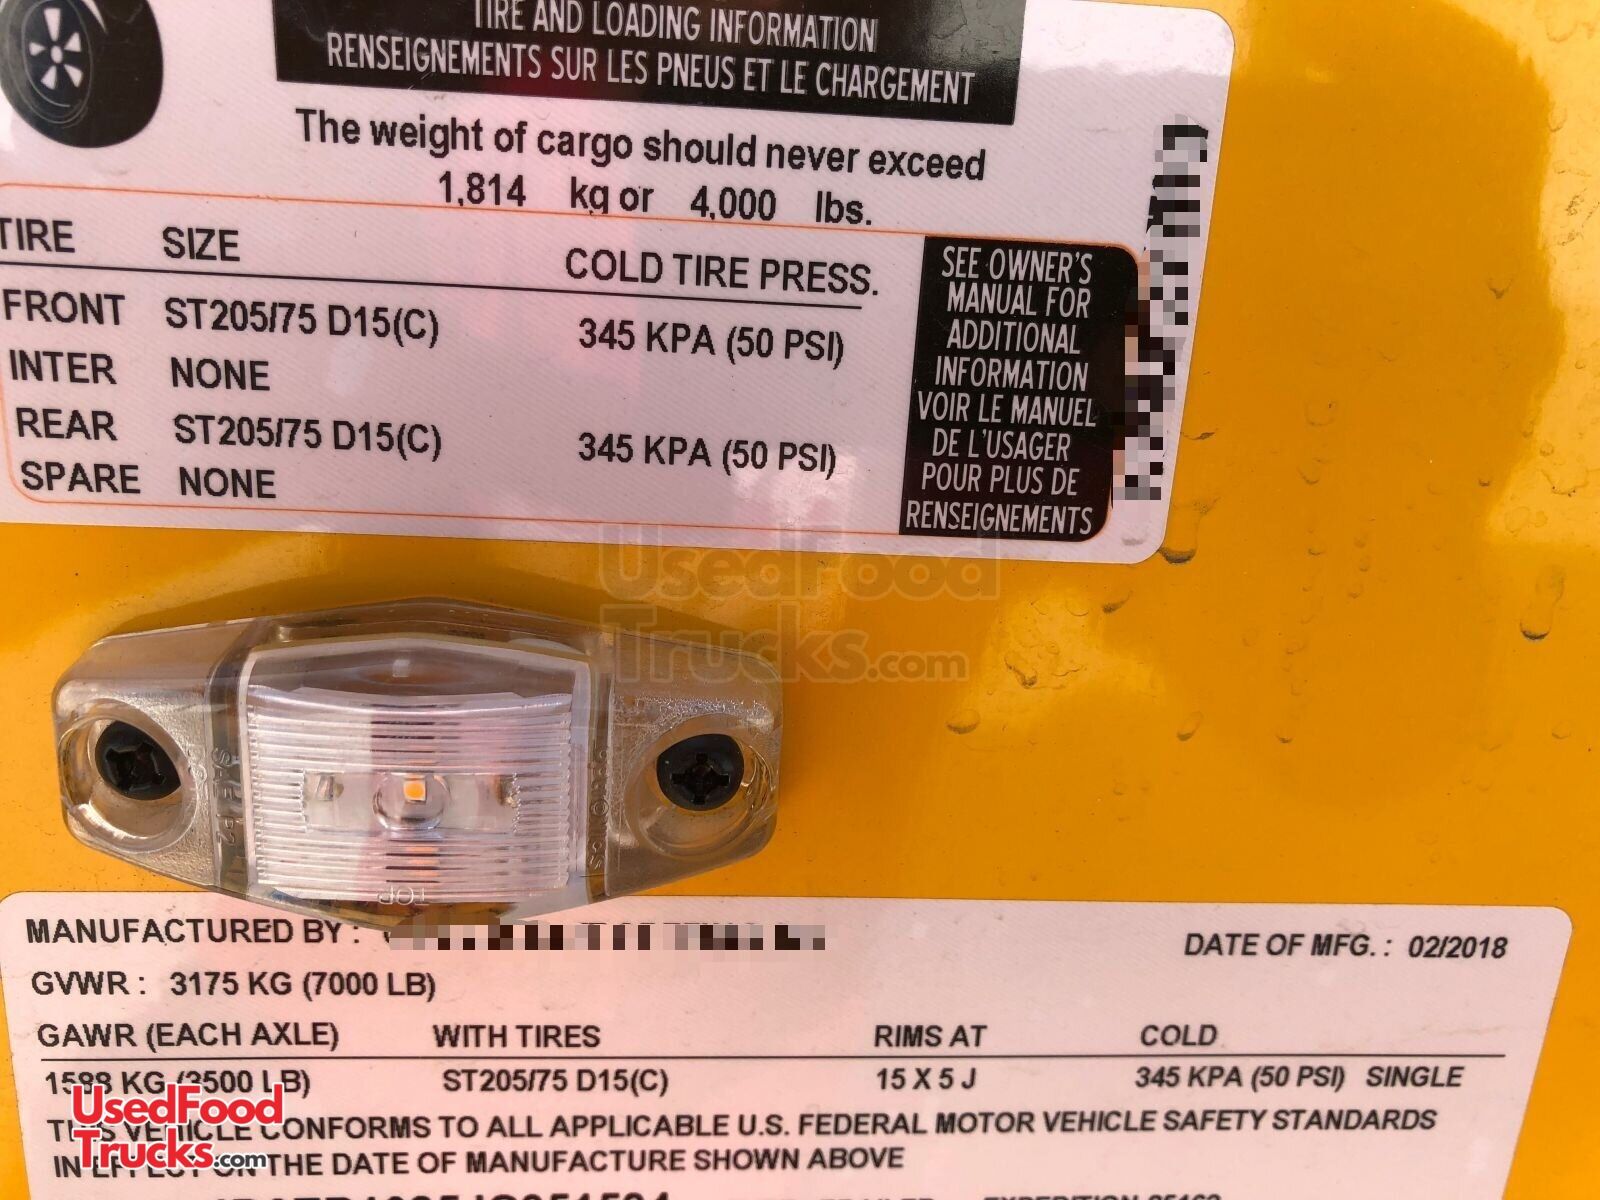 TIRE AND LOADING INFORMATION
RENSEIGNEMENTS SUR LES PNEUS ET LE CHARGEMENT
The weight of cargo should never exceed
1,814 kg or 4,000 lbs.
TIRE SIZE COLD TIRE PRESS.
FRONT ST205/75 D15(C) 345 KPA (50 PSI)
INTER NONE
REAR ST205/75 D15(C) 345 KPA (50 PSI)
SPARE NONE
SEE OWNER'S
MANUAL FOR
ADDITIONAL
INFORMATION
VOIR LE MANUEL
DE L'USAGER
POUR PLUS DE
RENSEIGNEMENTS
UsedFood
Trucks.com
TOP
MANUFACTURED BY : DATE OF MFG. : 02/2018
GVWR : 3175 KG (7000 LB)
GAWR (EACH AXLE) WITH TIRES RIMS AT COLD
1588 KG (3500 LB) ST205/75 D15(C) 15 X 5 J 345 KPA (50 PSI) SINGLE
THIS VEHICLE CONFORMS TO ALL APPLICABLE U.S. FEDERAL MOTOR VEHICLE SAFETY STANDARDS
IN EFFECT ON THE DATE OF MANUFACTURE SHOWN ABOVE
UsedFood
Trucks.com